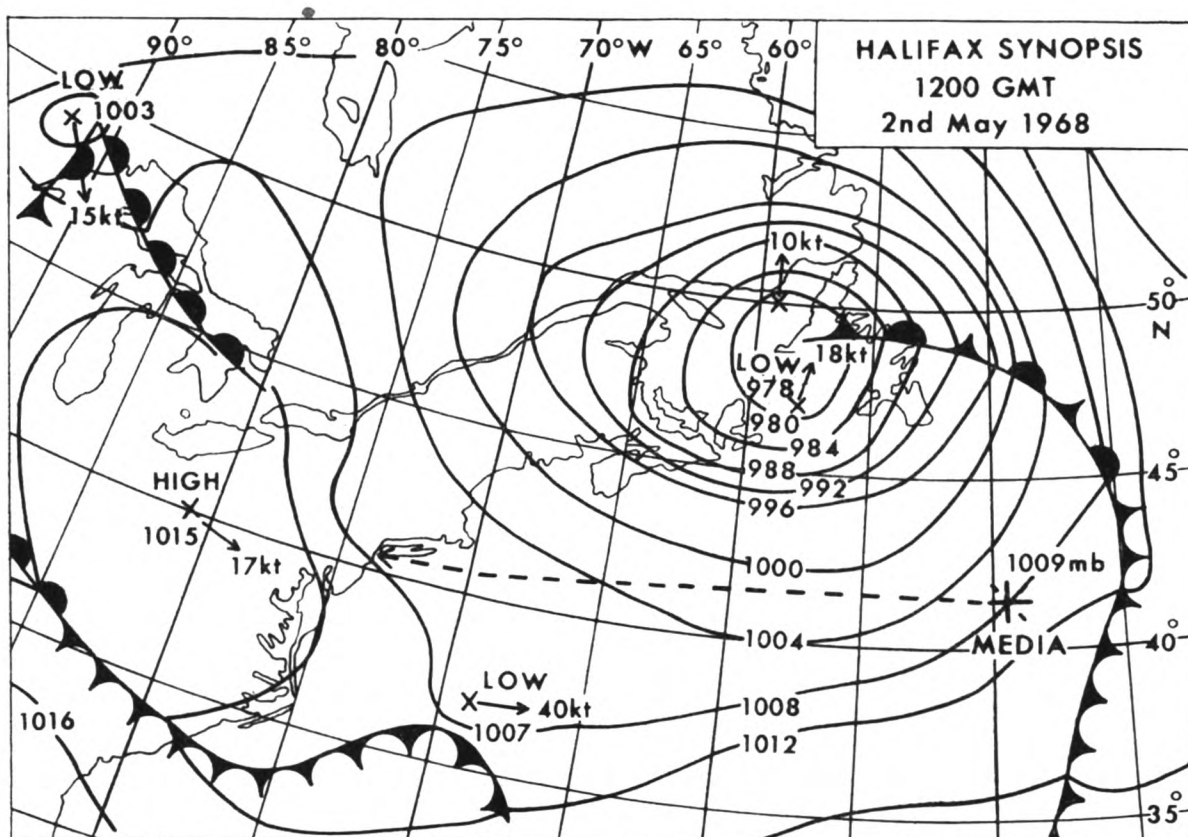 90° 85° 80° 75° 70°W 65° 60°
HALIFAX SYNOPSIS
1200 GMT
2nd May 1968
LOW
1003
15kt
10kt
50°
N
18kt
LOW
978
980
984
988
992
996
45°
HIGH
1015
17kt
1000
1009mb
1004
40°
MEDIA
LOW
40kt
1007
1008
1016
1012
35°